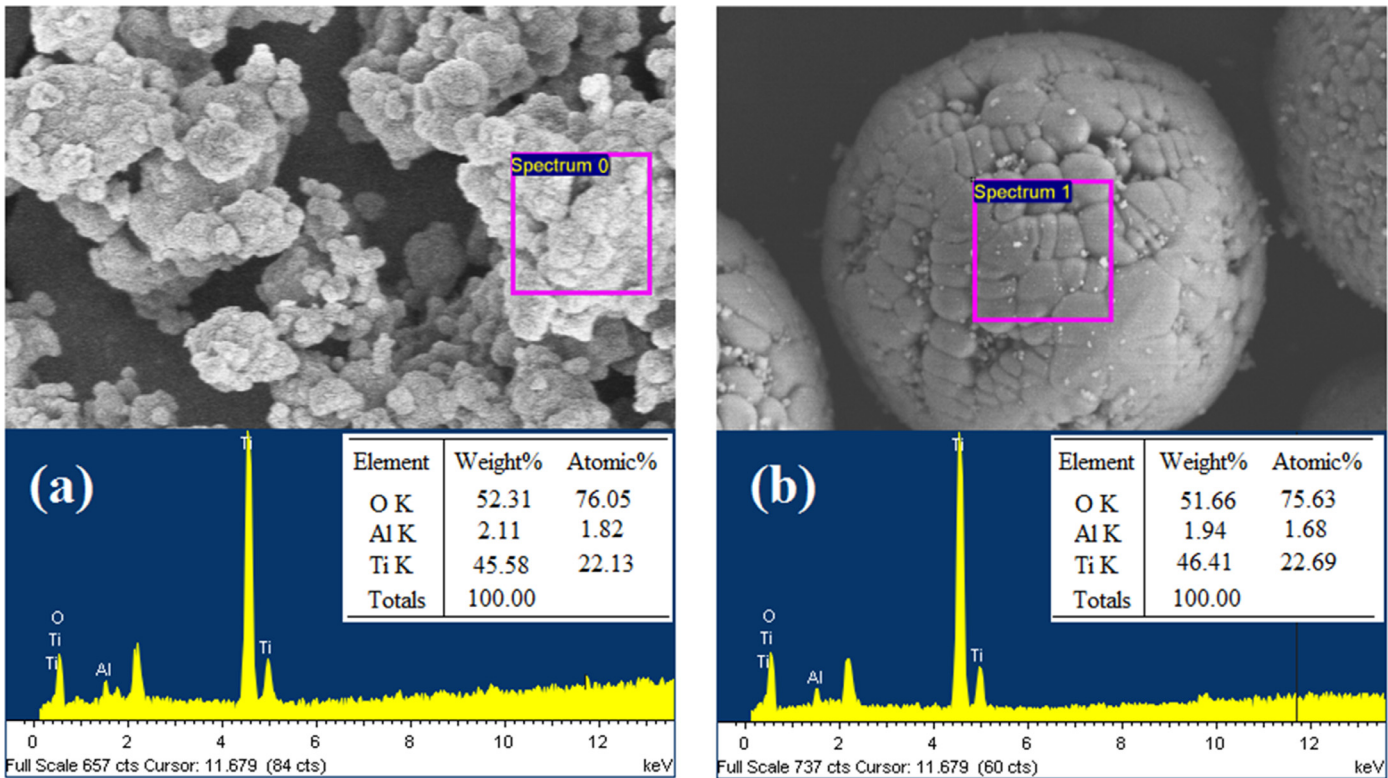 Spectrum 0
(a)
Element Weight% Atomic%
O K 52.31 76.05
Al K 2.11 1.82
Ti K 45.58 22.13
Totals 100.00
Ti
O
Ti
Ti
Al
Ti
0 2 4 6 8 10 12
Full Scale 657 cts Cursor: 11.679 (84 cts) keV
Spectrum 1
(b)
Element Weight% Atomic%
O K 51.66 75.63
Al K 1.94 1.68
Ti K 46.41 22.69
Totals 100.00
Ti
O
Ti
Ti
Al
Ti
0 2 4 6 8 10 12
Full Scale 737 cts Cursor: 11.679 (60 cts) keV